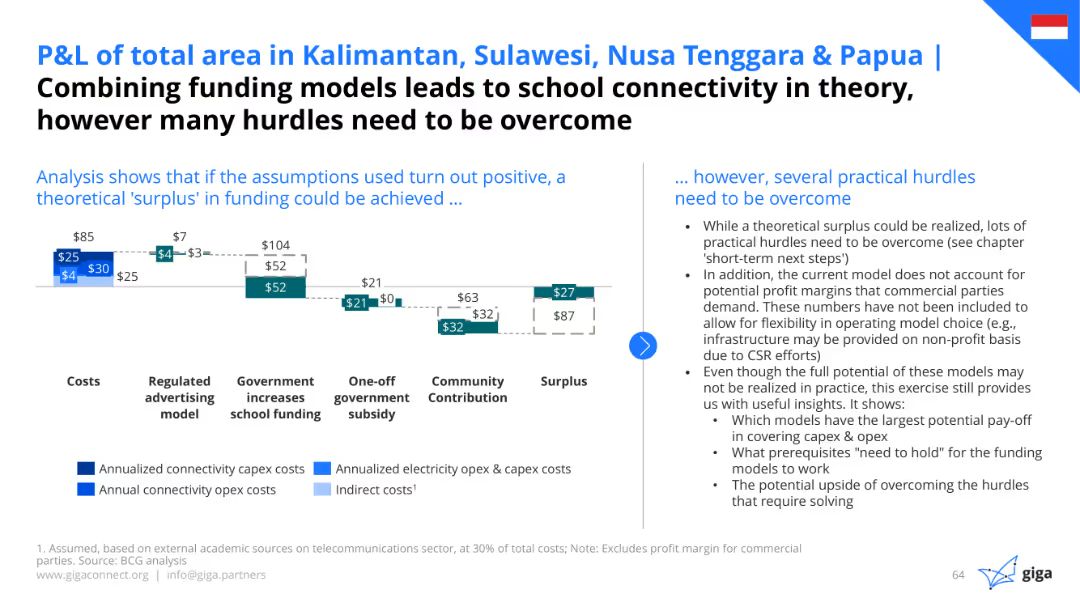 P&L of total area in Kalimantan, Sulawesi, Nusa Tenggara & Papua |
Combining funding models leads to school connectivity in theory,
however many hurdles need to be overcome
Analysis shows that if the assumptions used turn out positive, a
theoretical 'surplus' in funding could be achieved ...
$85
$25
$30
$4
$25
$7
$4
$3
$104
$52
$52
$21
$21
$0
$63
$32
$32
$27
$87
Costs
Regulated
advertising
model
Government
increases
school funding
One-off
government
subsidy
Community
Contribution
Surplus
Annualized connectivity capex costs
Annualized electricity opex & capex costs
Annual connectivity opex costs
Indirect costs¹
... however, several practical hurdles
need to be overcome
• While a theoretical surplus could be realized, lots of
practical hurdles need to be overcome (see chapter
'short-term next steps')
• In addition, the current model does not account for
potential profit margins that commercial parties
demand. These numbers have not been included to
allow for flexibility in operating model choice (e.g.,
infrastructure may be provided on non-profit basis
due to CSR efforts)
• Even though the full potential of these models may
not be realized in practice, this exercise still provides
us with useful insights. It shows:
• Which models have the largest potential pay-off
in covering capex & opex
• What prerequisites "need to hold" for the funding
models to work
• The potential upside of overcoming the hurdles
that require solving
1. Assumed, based on external academic sources on telecommunications sector, at 30% of total costs; Note: Excludes profit margin for commercial
parties. Source: BCG analysis
www.gigaconnect.org | info@giga.partners
64
giga